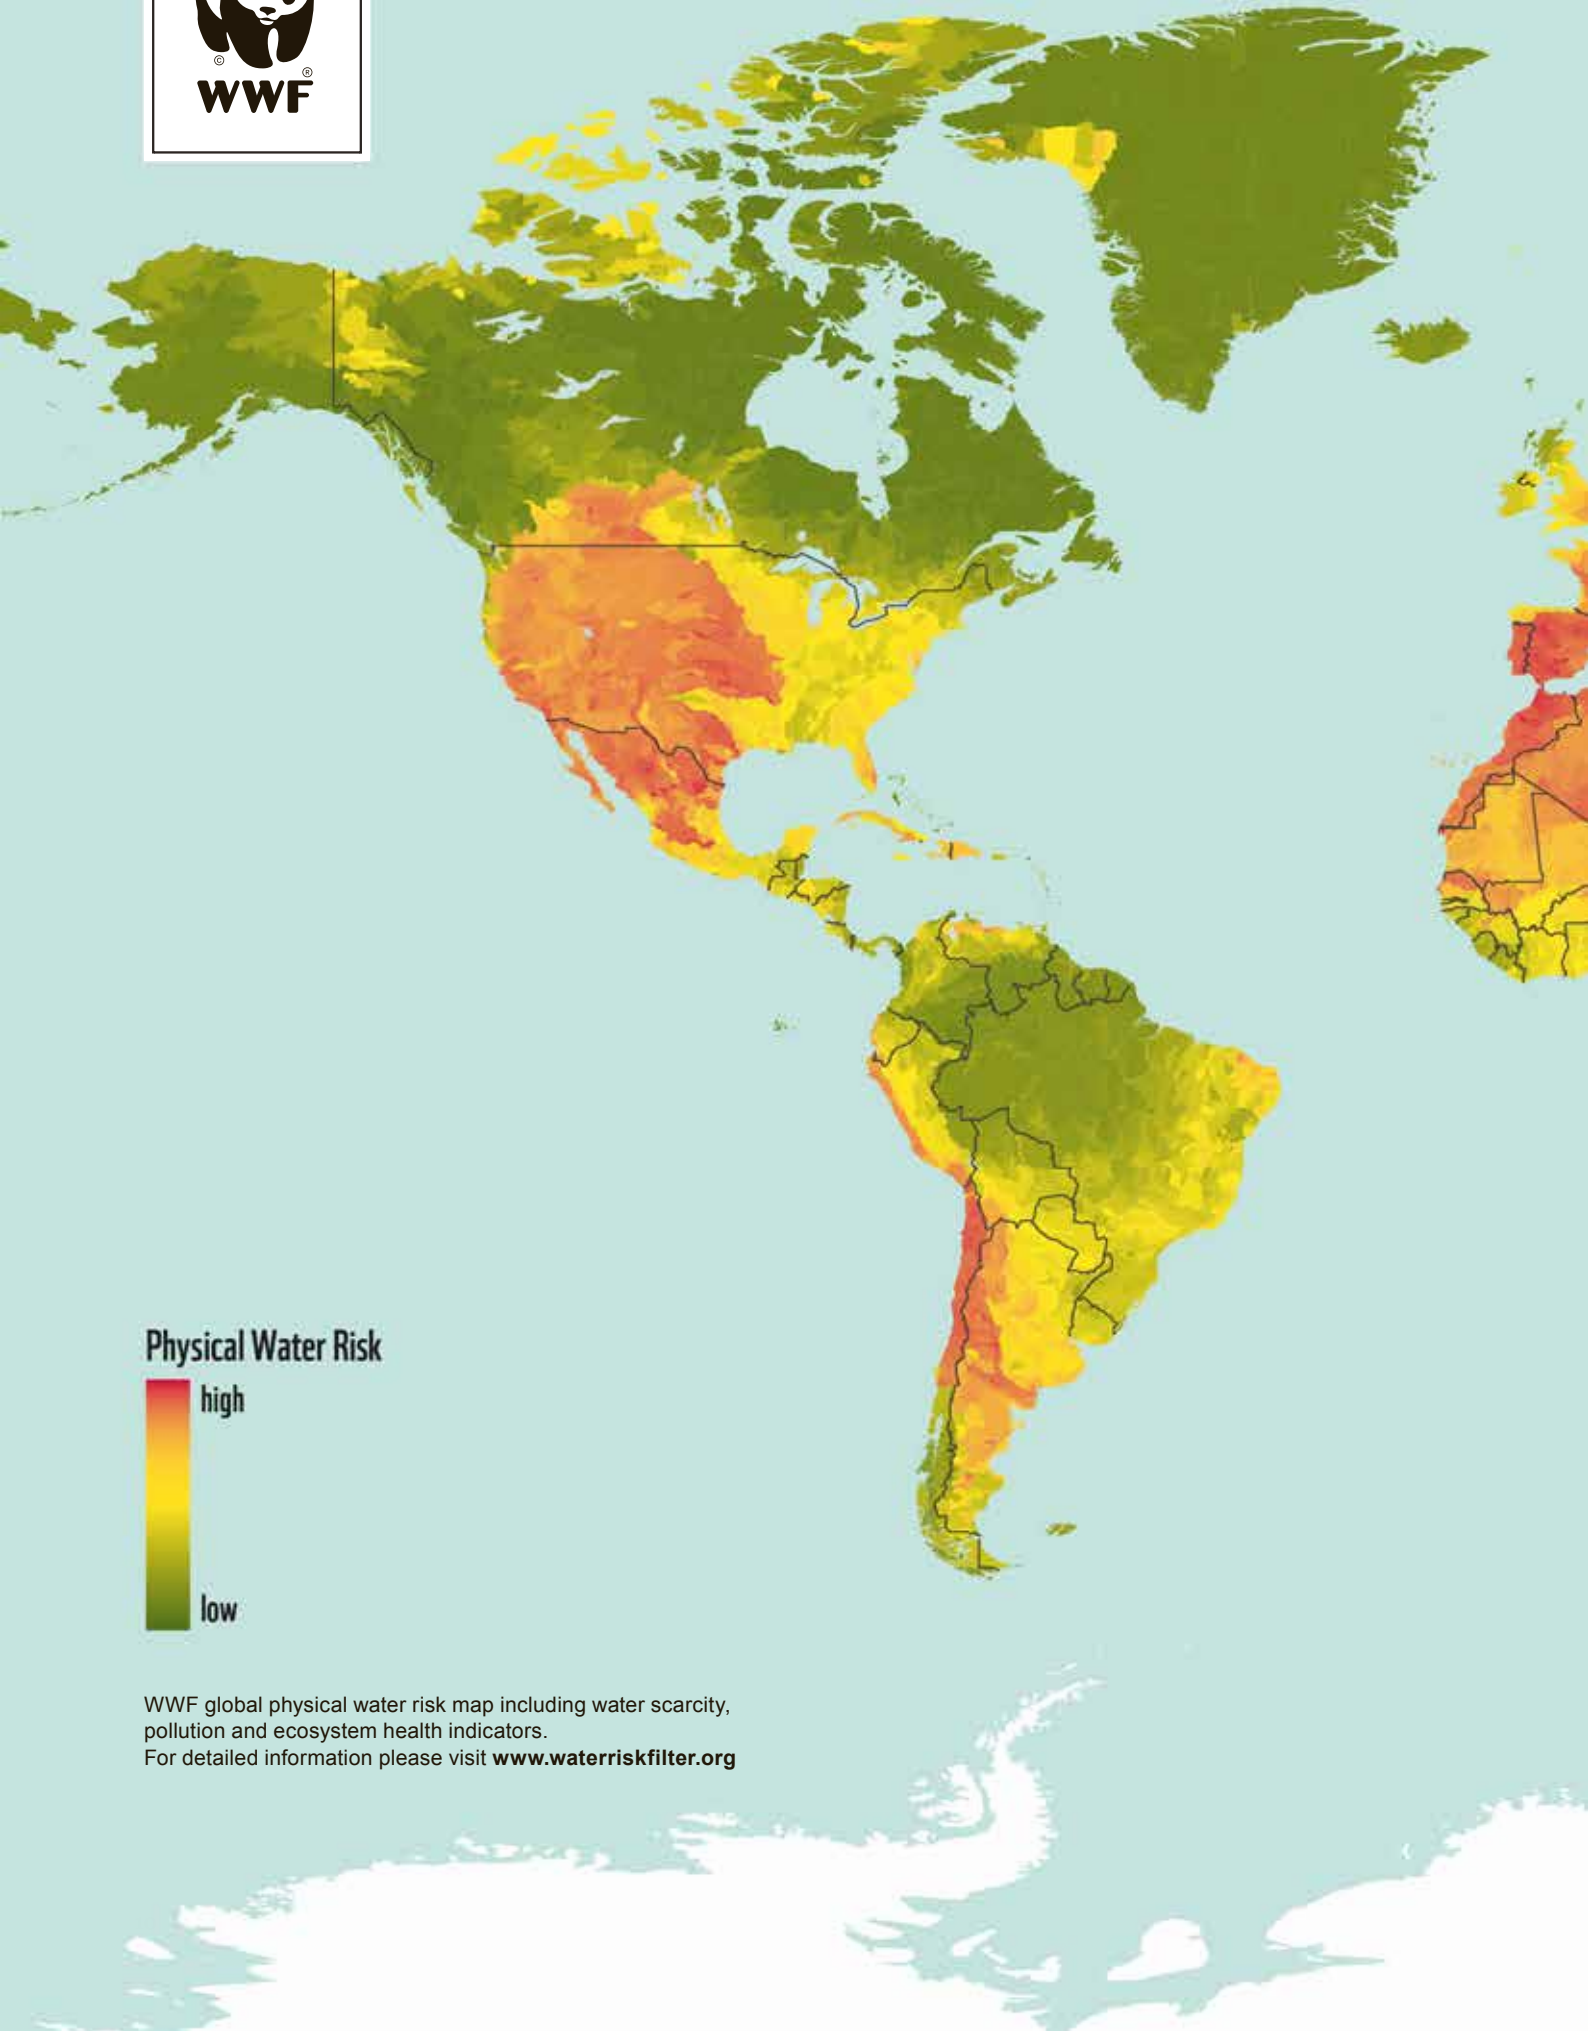 ©
®
WWF
Physical Water Risk
high
low
WWF global physical water risk map including water scarcity,
pollution and ecosystem health indicators.
For detailed information please visit www.waterriskfilter.org